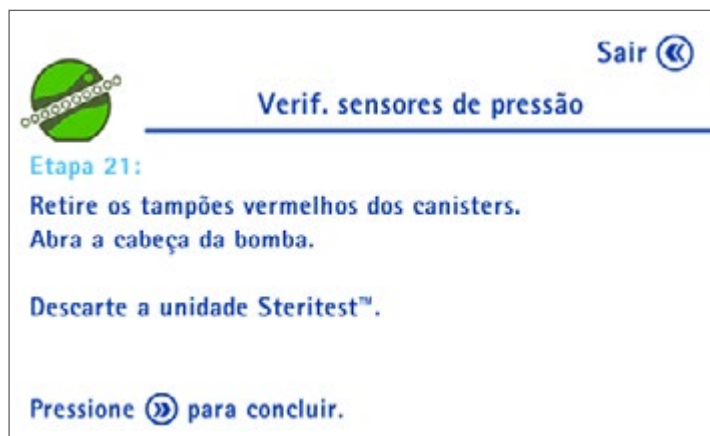 Sair
Verif. sensores de pressão
Etapa 21:
Retire os tampões vermelhos dos canisters.
Abra a cabeça da bomba.
Descarte a unidade Steritest™.
Pressione para concluir.